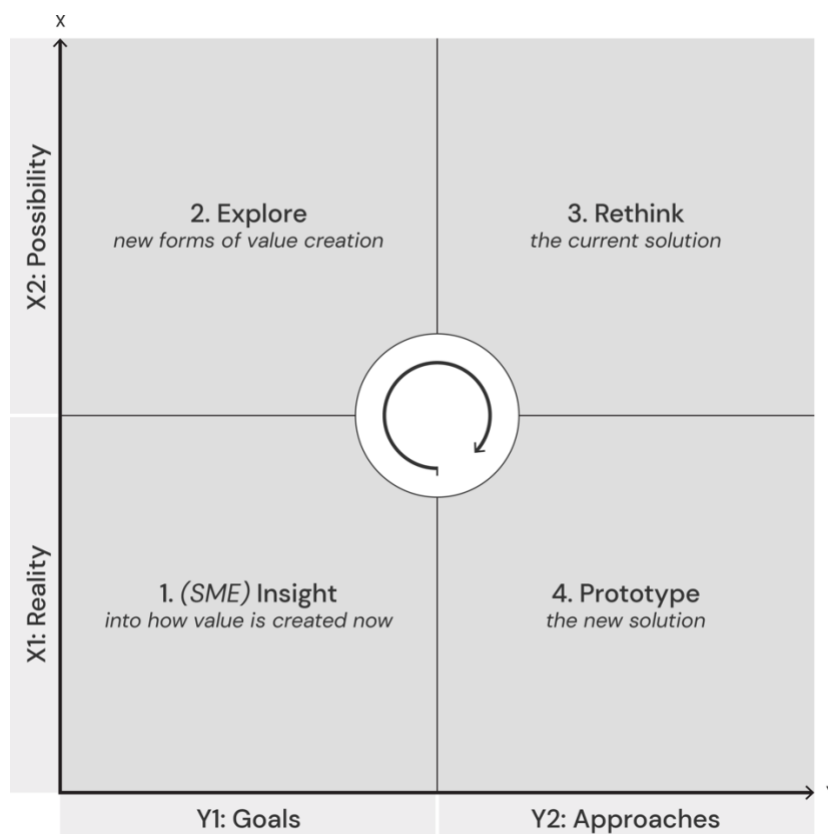 X
X2: Possibility
2. Explore
new forms of value creation
3. Rethink
the current solution
X1: Reality
1. (SME) Insight
into how value is created now
4. Prototype
the new solution
Y1: Goals
Y2: Approaches